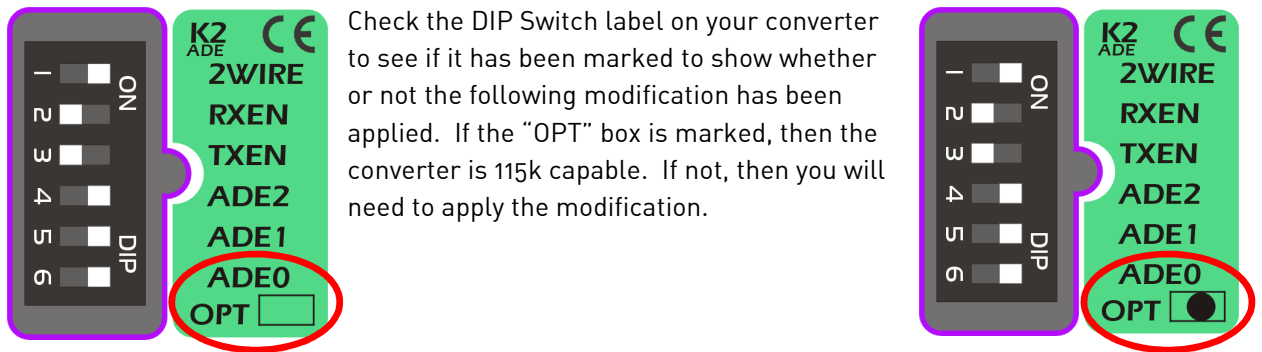 K2 CE
ADE
2WIRE
RXEN
TXEN
ADE2
ADE1
ADE0
OPT
1
2
3
4
5
6
ON
DIP
Check the DIP Switch label on your converter
to see if it has been marked to show whether
or not the following modification has been
applied. If the “OPT” box is marked, then the
converter is 115k capable. If not, then you will
need to apply the modification.
K2 CE
ADE
2WIRE
RXEN
TXEN
ADE2
ADE1
ADE0
OPT
1
2
3
4
5
6
ON
DIP